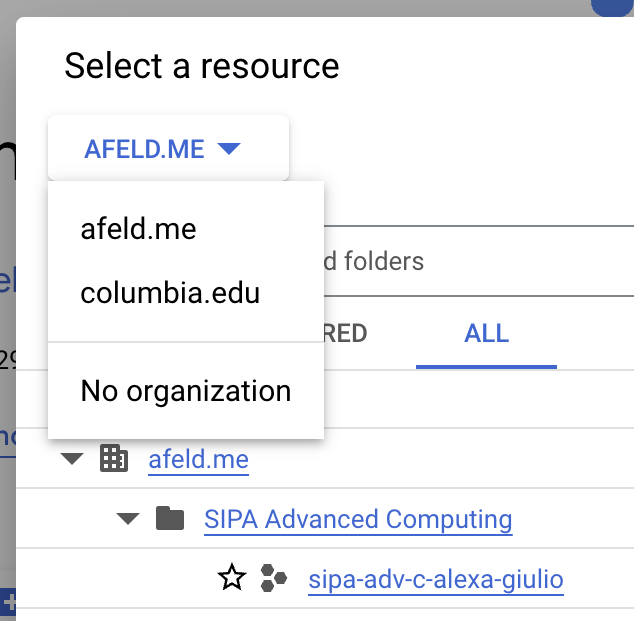 Select a resource
AFELD.ME
afeld.me
columbia.edu
No organization
d folders
RED
ALL
29
afeld.me
SIPA Advanced Computing
sipa-adv-c-alexa-giulio